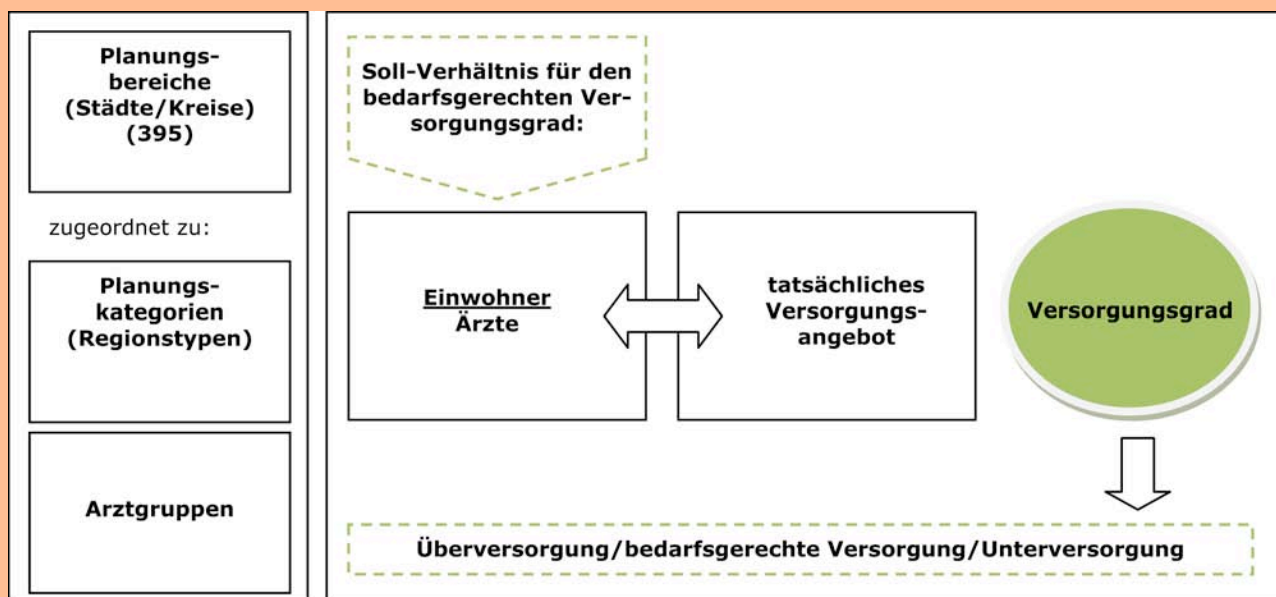 Planungs-
bereiche
(Städte/Kreise)
(395)
zugeordnet zu:
Planungs-
kategorien
(Regionstypen)
Arztgruppen
Soll-Verhältnis für den
bedarfsgerechten Ver-
sorgungsgrad:
Einwohner
Ärzte
tatsächliches
Versorgungs-
angebot
Versorgungsgrad
Überversorgung/bedarfsgerechte Versorgung/Unterversorgung